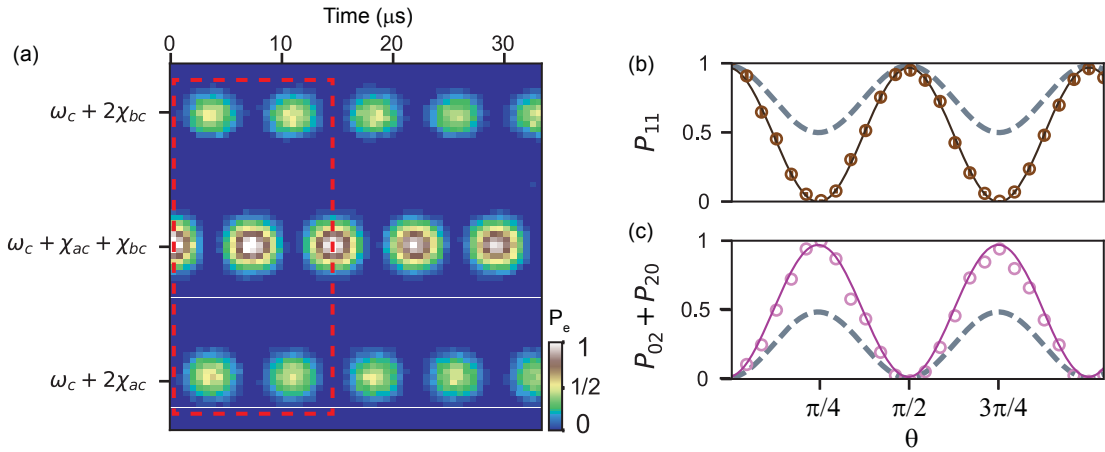 (a)
Time (μs)
0 10 20 30
ω_c + 2χ_bc
ω_c + χ_ac + χ_bc
ω_c + 2χ_ac
P_e
1
1/2
0
(b)
P_11
1
0.5
0
(c)
P_02 + P_20
1
0.5
0
π/4 π/2 3π/4
θ